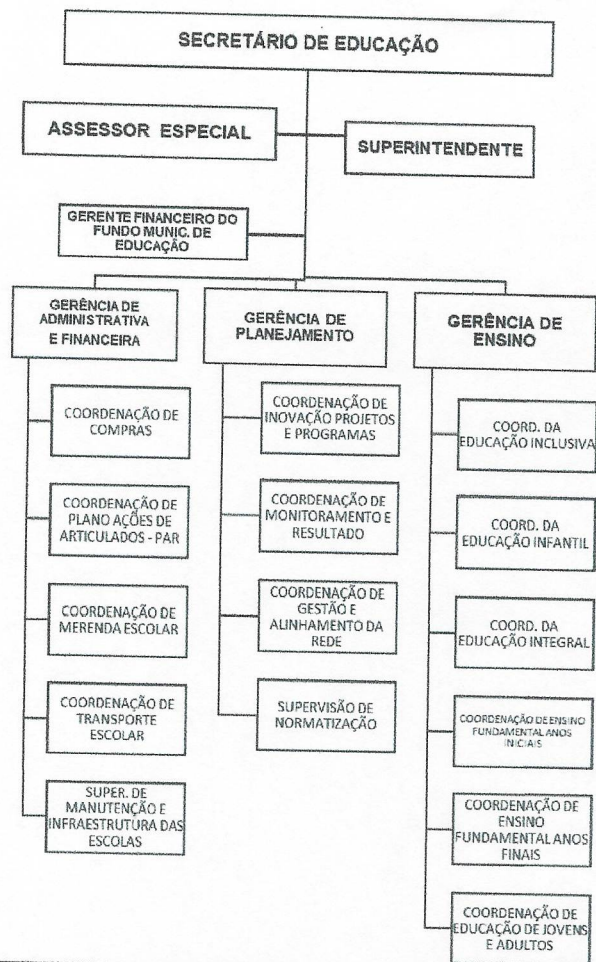 SECRETÁRIO DE EDUCAÇÃO
ASSESSOR ESPECIAL
SUPERINTENDENTE
GERENTE FINANCEIRO DO
FUNDO MUNIC. DE
EDUCAÇÃO
GERÊNCIA DE
ADMINISTRATIVA
E FINANCEIRA
COORDENAÇÃO DE
COMPRAS
COORDENAÇÃO DE
PLANO AÇÕES DE
ARTICULADOS - PAR
COORDENAÇÃO DE
MERENDA ESCOLAR
COORDENAÇÃO DE
TRANSPORTE
ESCOLAR
SUPER. DE
MANUTENÇÃO E
INFRAESTRUTURA DAS
ESCOLAS
GERÊNCIA DE
PLANEJAMENTO
COORDENAÇÃO DE
INOVAÇÃO PROJETOS
E PROGRAMAS
COORDENAÇÃO DE
MONITORAMENTO E
RESULTADO
COORDENAÇÃO DE
GESTÃO E
ALINHAMENTO DA
REDE
SUPERVISÃO DE
NORMATIZAÇÃO
GERÊNCIA DE
ENSINO
COORD. DA
EDUCAÇÃO INCLUSIVA
COORD. DA
EDUCAÇÃO INFANTIL
COORD. DA
EDUCAÇÃO INTEGRAL
COORDENAÇÃO DE ENSINO
FUNDAMENTAL ANOS
INICIAIS
COORDENAÇÃO DE
ENSINO
FUNDAMENTAL ANOS
FINAIS
COORDENAÇÃO DE
EDUCAÇÃO DE JOVENS
E ADULTOS